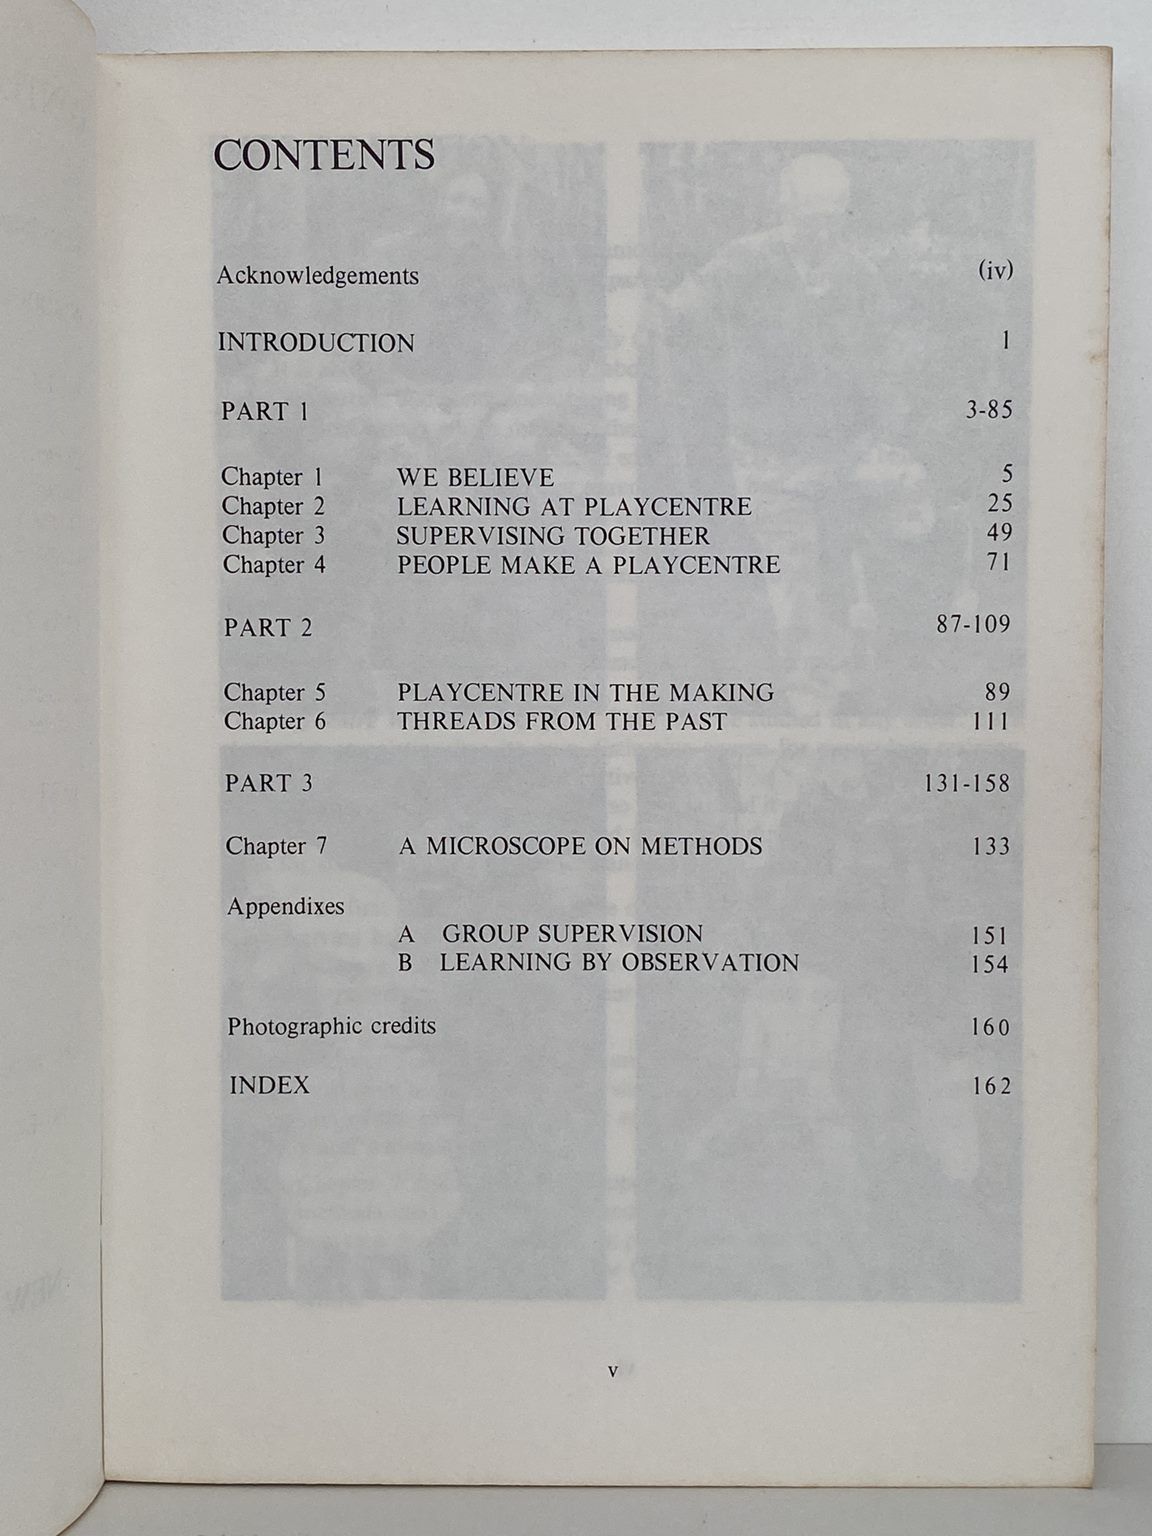 CONTENTS
Acknowledgements (iv)
INTRODUCTION 1
PART 1 3-85
Chapter 1 WE BELIEVE 5
Chapter 2 LEARNING AT PLAYCENTRE 25
Chapter 3 SUPERVISING TOGETHER 49
Chapter 4 PEOPLE MAKE A PLAYCENTRE 71
PART 2 87-109
Chapter 5 PLAYCENTRE IN THE MAKING 89
Chapter 6 THREADS FROM THE PAST 111
PART 3 131-158
Chapter 7 A MICROSCOPE ON METHODS 133
Appendixes
A GROUP SUPERVISION 151
B LEARNING BY OBSERVATION 154
Photographic credits 160
INDEX 162
v